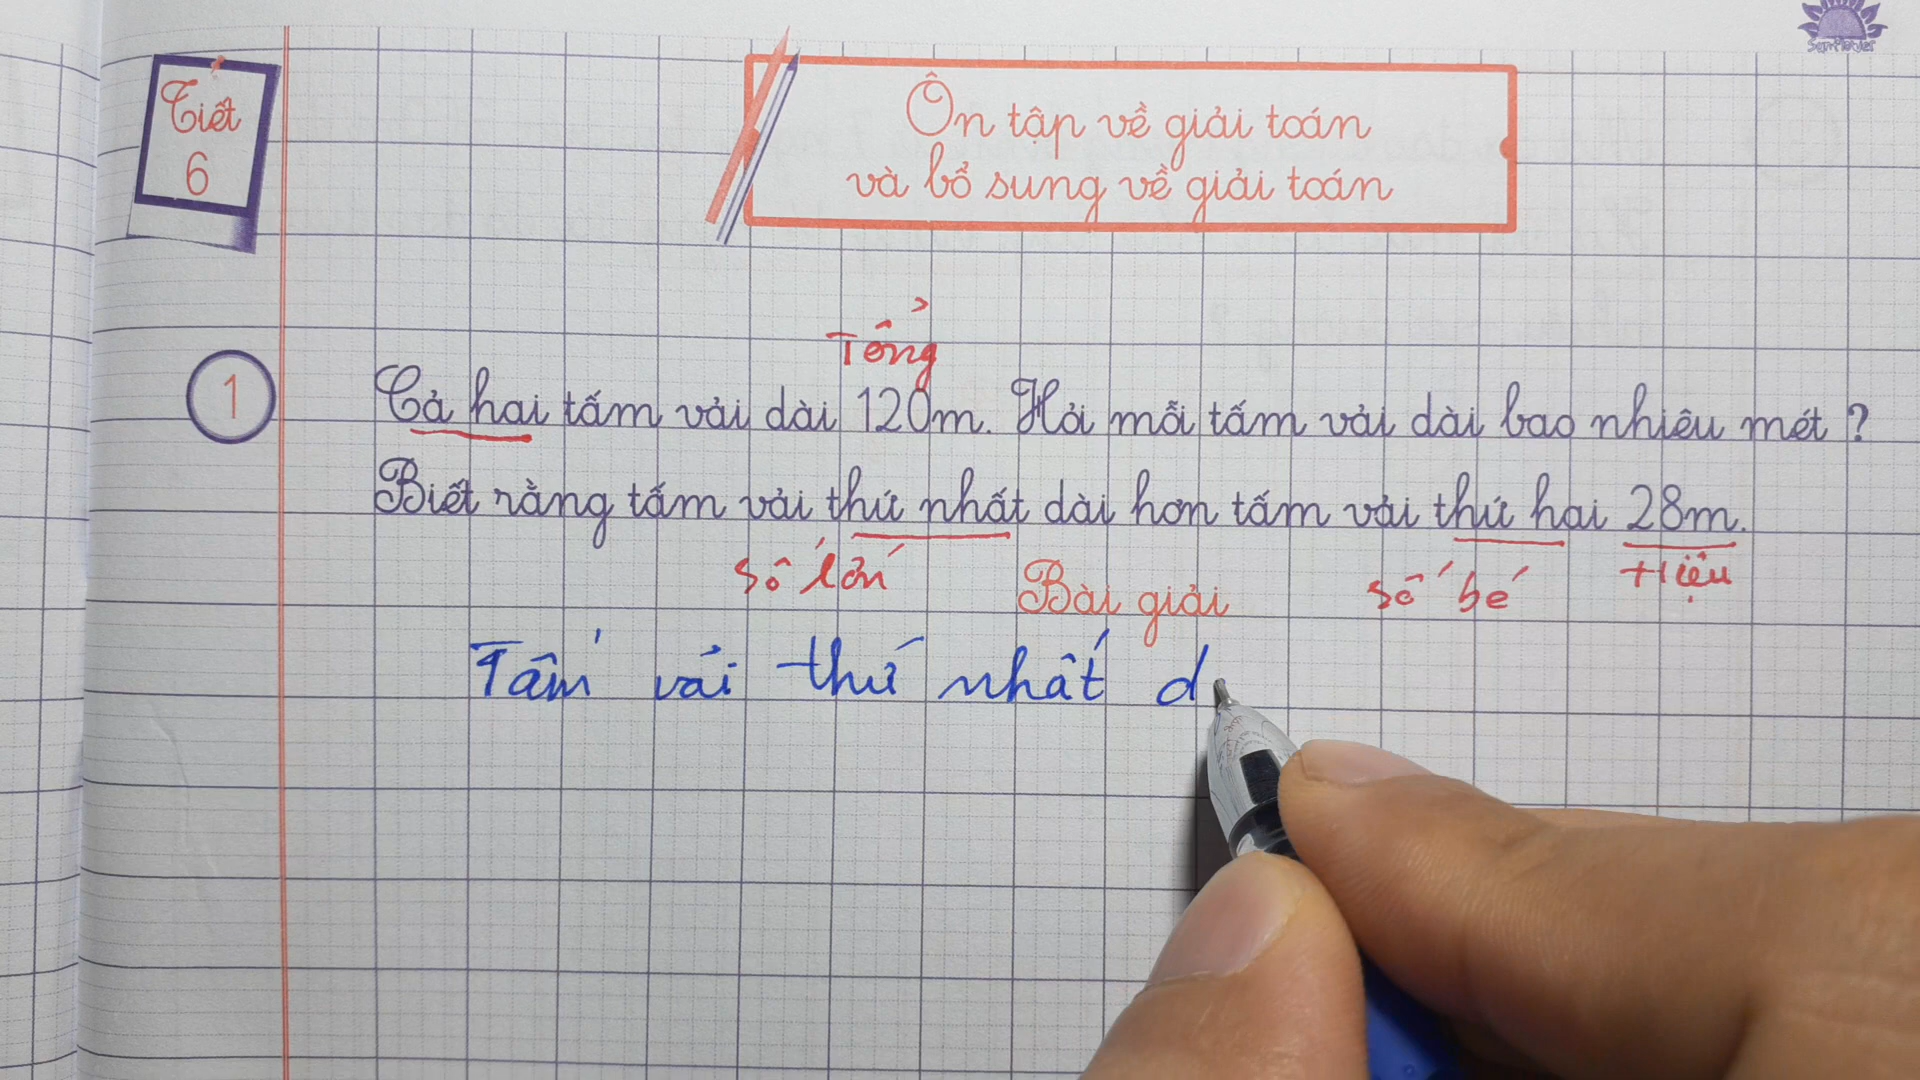 Sunflower
Tiết
6
Ôn tập về giải toán
và bổ sung về giải toán
Tổng
1
Cả hai tấm vải dài 120m. Hỏi mỗi tấm vải dài bao nhiêu mét ?
Biết rằng tấm vải thứ nhất dài hơn tấm vải thứ hai 28m.
Số lớn
Số bé
Hiệu
Bài giải
Tấm vải thứ nhất d